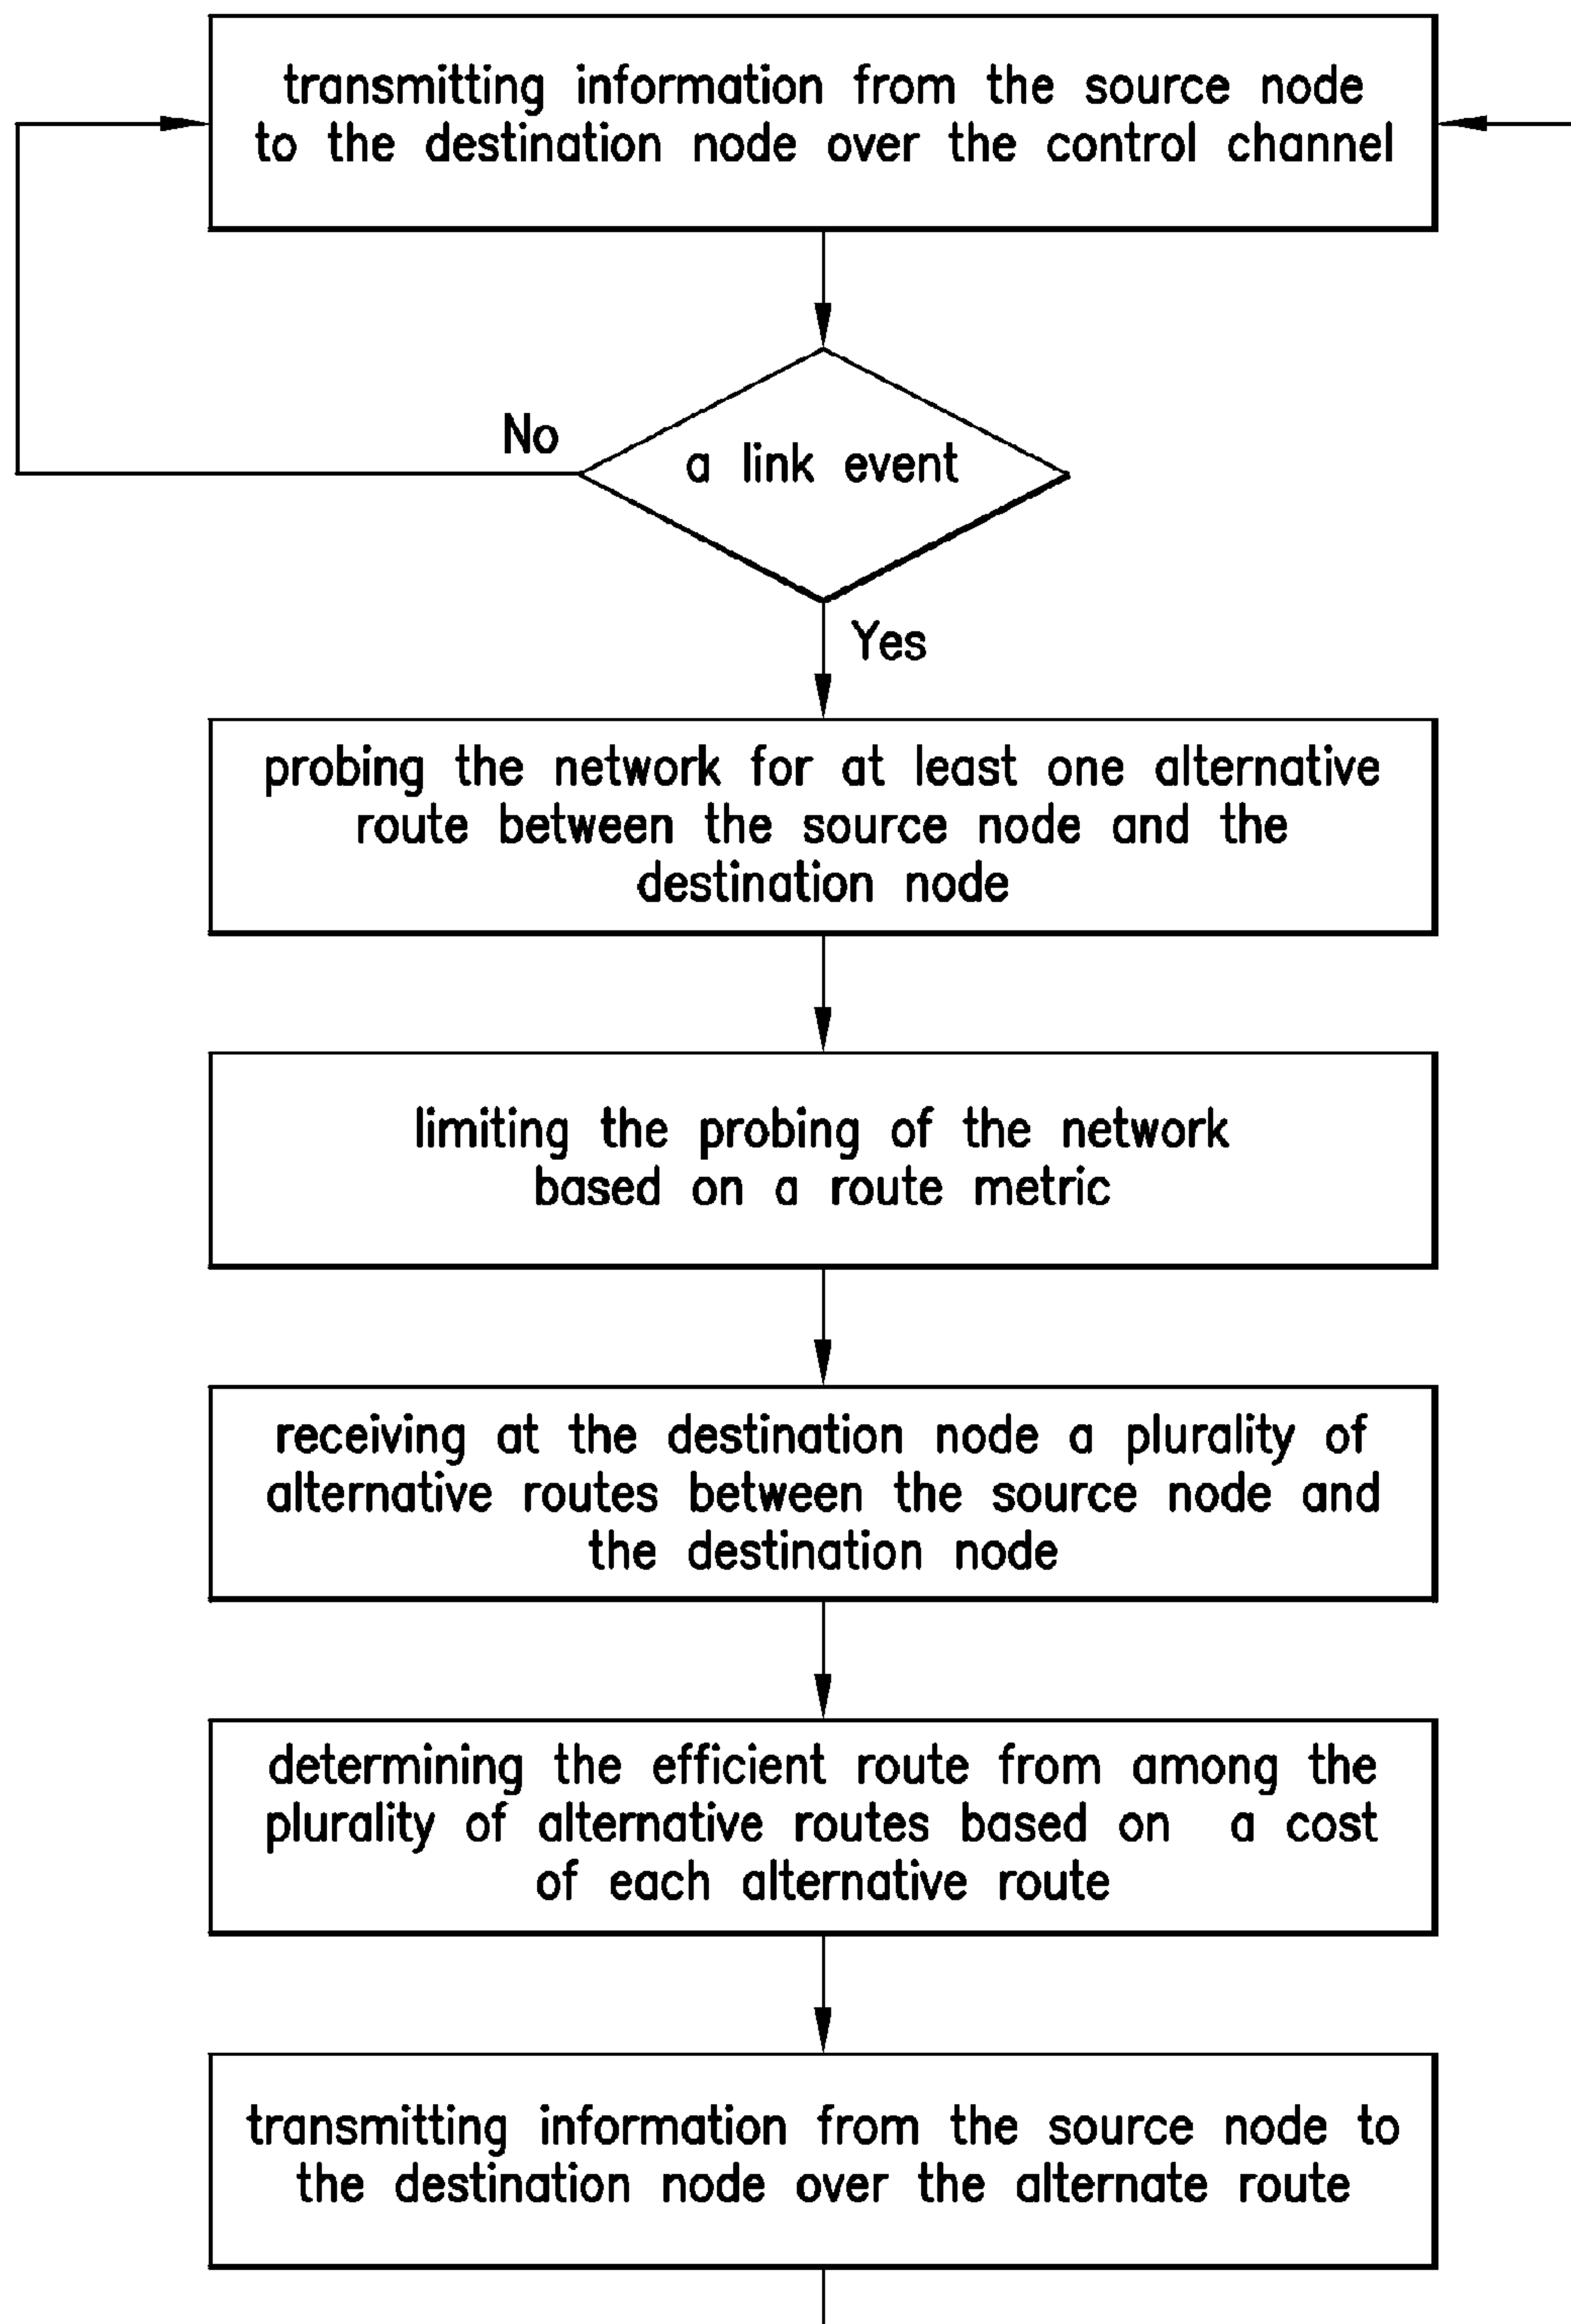 transmitting information from the source node
to the destination node over the control channel
No
a link event
Yes
probing the network for at least one alternative
route between the source node and the
destination node
limiting the probing of the network
based on a route metric
receiving at the destination node a plurality of
alternative routes between the source node and
the destination node
determining the efficient route from among the
plurality of alternative routes based on a cost
of each alternative route
transmitting information from the source node to
the destination node over the alternate route